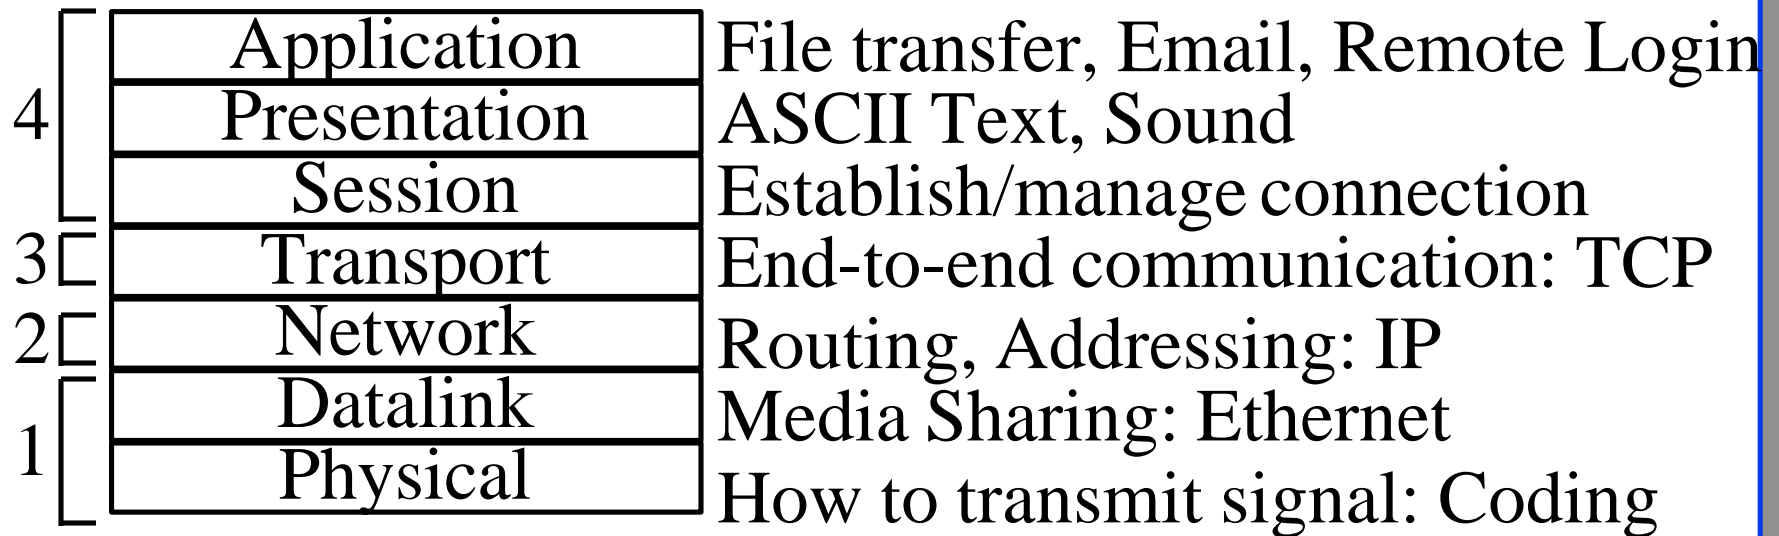 Application File transfer, Email, Remote Login
4 Presentation ASCII Text, Sound
Session Establish/manage connection
3 Transport End-to-end communication: TCP
2 Network Routing, Addressing: IP
Datalink Media Sharing: Ethernet
1 Physical How to transmit signal: Coding